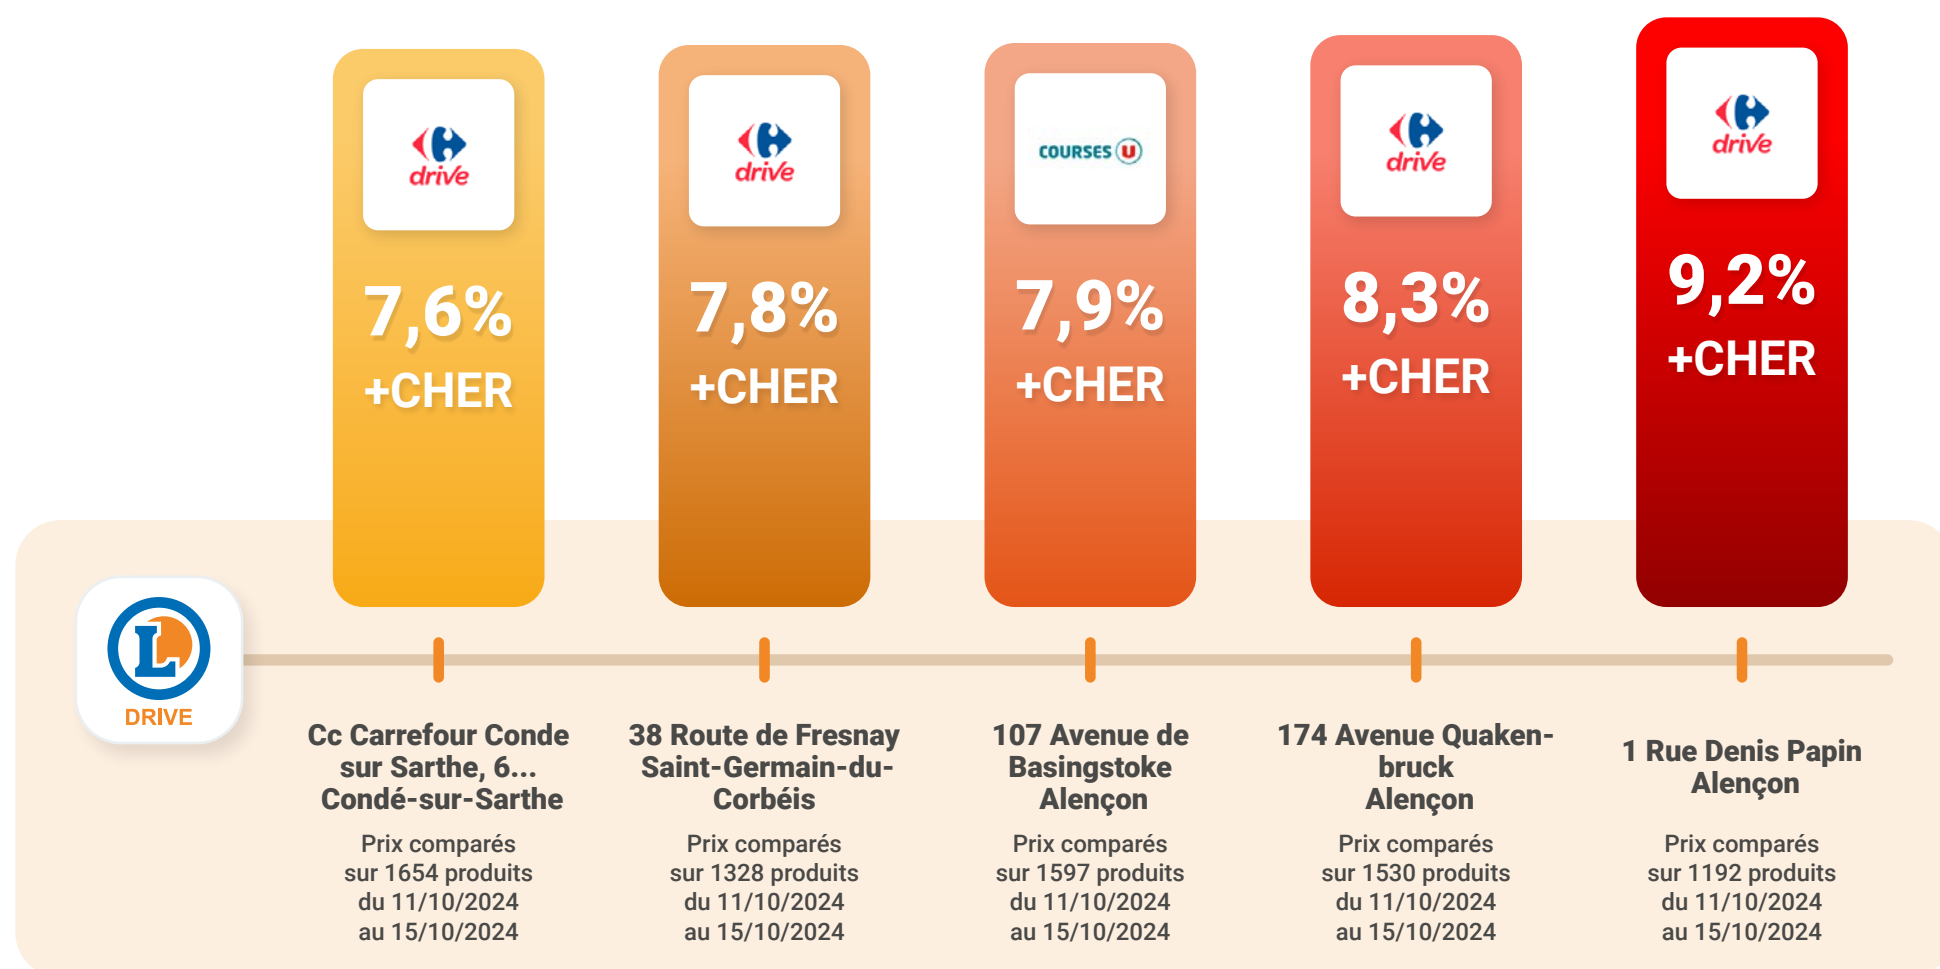 drive
7,6%
+CHER
drive
7,8%
+CHER
COURSES U
7,9%
+CHER
drive
8,3%
+CHER
drive
9,2%
+CHER
L
DRIVE
Cc Carrefour Conde
sur Sarthe, 6...
Condé-sur-Sarthe
Prix comparés
sur 1654 produits
du 11/10/2024
au 15/10/2024
38 Route de Fresnay
Saint-Germain-du-
Corbéis
Prix comparés
sur 1328 produits
du 11/10/2024
au 15/10/2024
107 Avenue de
Basingstoke
Alençon
Prix comparés
sur 1597 produits
du 11/10/2024
au 15/10/2024
174 Avenue Quaken-
bruck
Alençon
Prix comparés
sur 1530 produits
du 11/10/2024
au 15/10/2024
1 Rue Denis Papin
Alençon
Prix comparés
sur 1192 produits
du 11/10/2024
au 15/10/2024